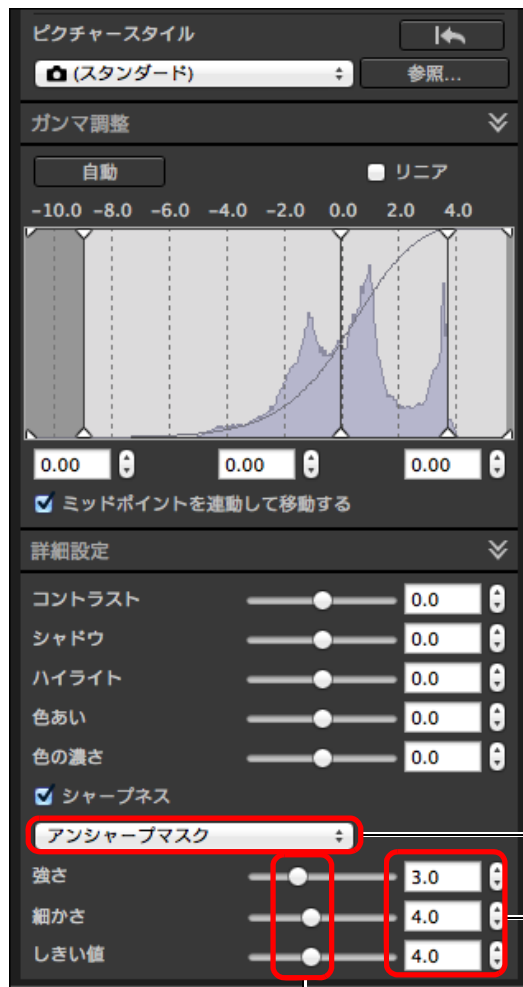 ピクチャースタイル
(スタンダード)
参照...
ガンマ調整
自動
リニア
-10.0 -8.0 -6.0 -4.0 -2.0 0.0 2.0 4.0
0.00 0.00 0.00
ミッドポイントを連動して移動する
詳細設定
コントラスト 0.0
シャドウ 0.0
ハイライト 0.0
色あい 0.0
色の濃さ 0.0
シャープネス
アンシャープマスク
強さ 3.0
細かさ 4.0
しきい値 4.0